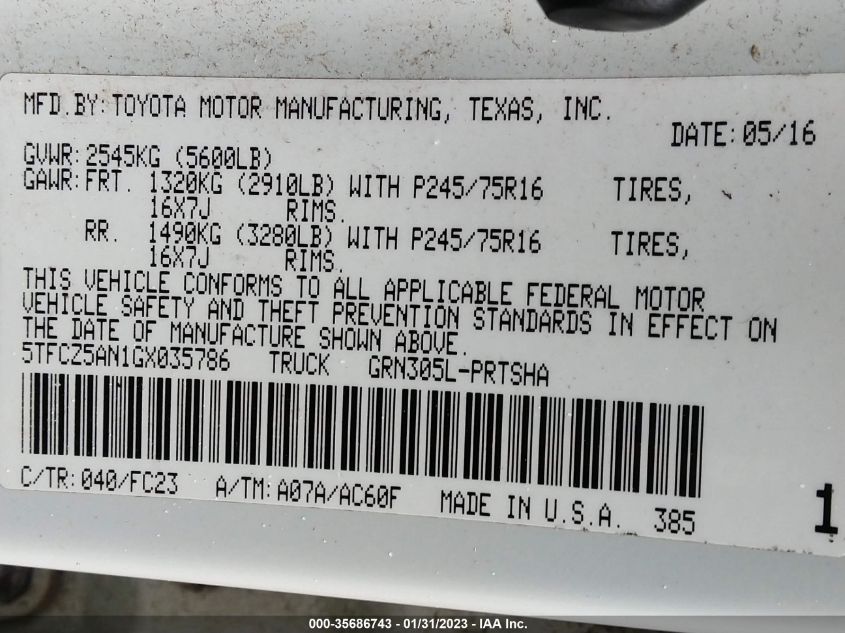 MFD.BY:TOYOTA MOTOR MANUFACTURING, TEXAS, INC.
DATE:05/16
GVWR:2545KG (5600LB)
GAWR:FRT. 1320KG (2910LB) WITH P245/75R16 TIRES,
16X7J RIMS.
RR. 1490KG (3280LB) WITH P245/75R16 TIRES,
16X7J RIMS.
THIS VEHICLE CONFORMS TO ALL APPLICABLE FEDERAL MOTOR
VEHICLE SAFETY AND THEFT PREVENTION STANDARDS IN EFFECT ON
THE DATE OF MANUFACTURE SHOWN ABOVE.
5TFCZ5AN1GX035786 TRUCK GRN305L-PRTSHA
C/TR:040/FC23 A/TM:A07A/AC60F MADE IN U.S.A. 385
1
000-35686743 - 01/31/2023 - IAA Inc.